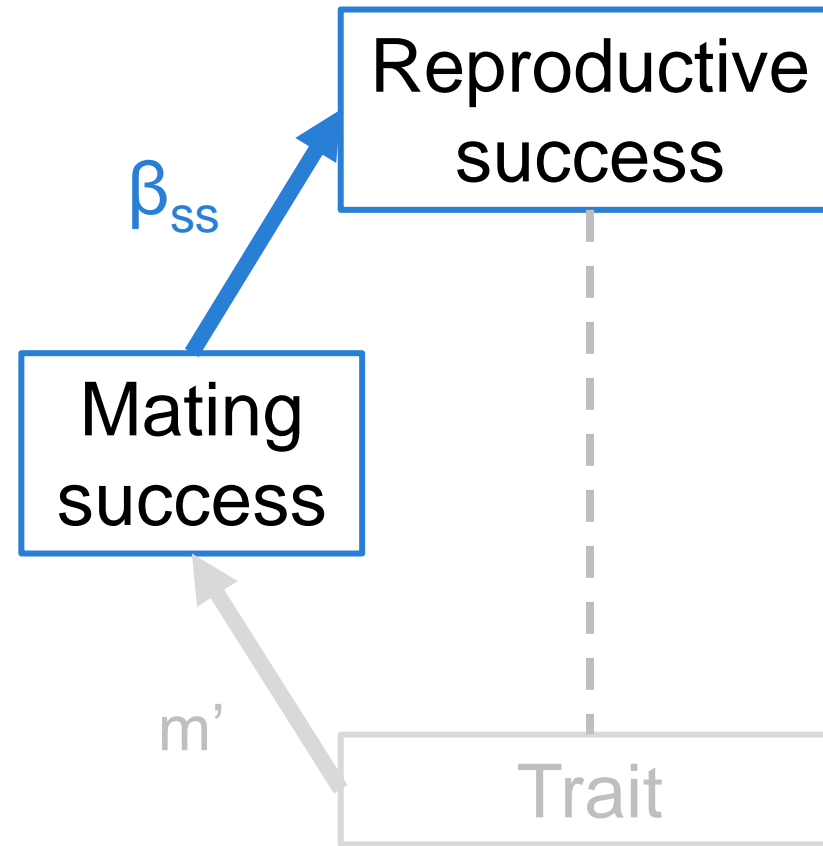 Reproductive
success
βss
Mating
success
m’
Trait